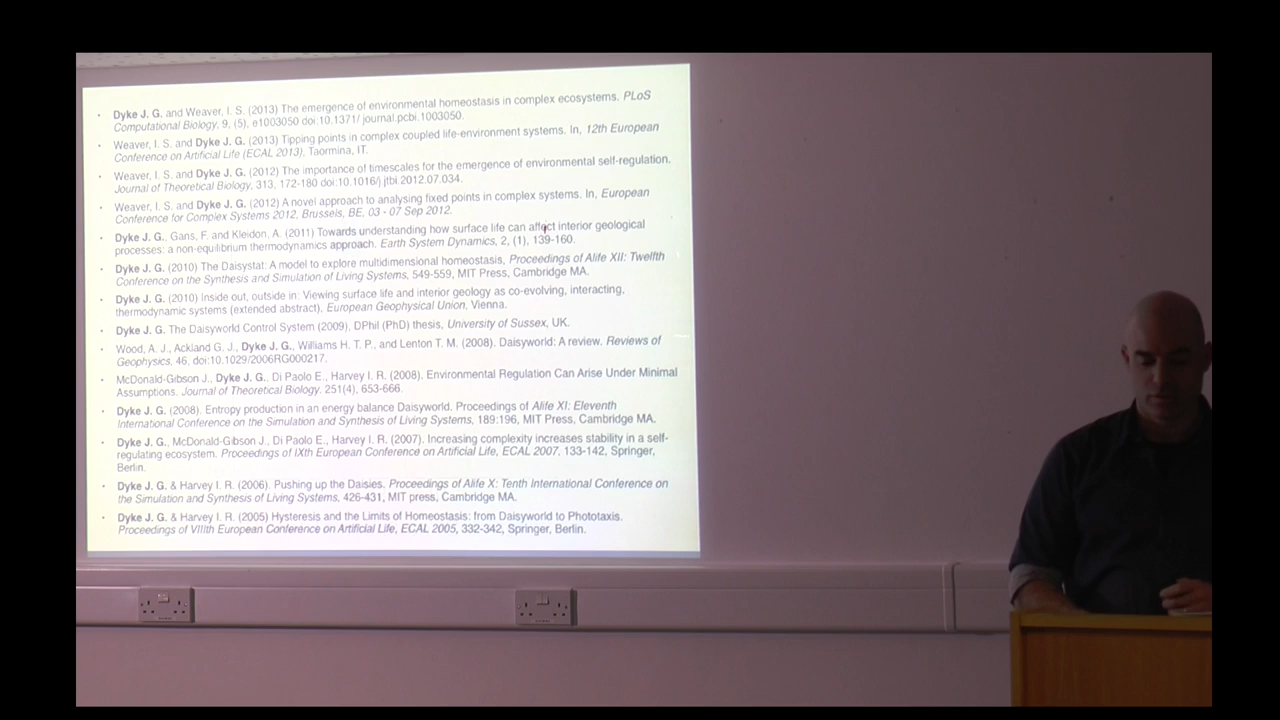 • Dyke J. G. and Weaver, I. S. (2013) The emergence of environmental homeostasis in complex ecosystems. PLoS
Computational Biology, 9, (5), e1003050 doi:10.1371/ journal.pcbi.1003050.
• Weaver, I. S. and Dyke J. G. (2013) Tipping points in complex coupled life-environment systems. In, 12th European
Conference on Artificial Life (ECAL 2013), Taormina, IT.
• Weaver, I. S. and Dyke J. G. (2012) The importance of timescales for the emergence of environmental self-regulation.
Journal of Theoretical Biology, 313, 172-180 doi:10.1016/j.jtbi.2012.07.034.
• Weaver, I. S. and Dyke J. G. (2012) A novel approach to analysing fixed points in complex systems. In, European
Conference for Complex Systems 2012, Brussels, BE, 03 - 07 Sep 2012.
• Dyke J. G., Gans, F. and Kleidon, A. (2011) Towards understanding how surface life can affect interior geological
processes: a non-equilibrium thermodynamics approach. Earth System Dynamics, 2, (1), 139-160.
• Dyke J. G. (2010) The Daisystat: A model to explore multidimensional homeostasis, Proceedings of Alife XII: Twelfth
Conference on the Synthesis and Simulation of Living Systems, 549-559, MIT Press, Cambridge MA.
• Dyke J. G. (2010) Inside out, outside in: Viewing surface life and interior geology as co-evolving, interacting,
thermodynamic systems (extended abstract), European Geophysical Union, Vienna.
• Dyke J. G. The Daisyworld Control System (2009), DPhil (PhD) thesis, University of Sussex, UK.
• Wood, A. J., Ackland G. J., Dyke J. G., Williams H. T. P., and Lenton T. M. (2008). Daisyworld: A review. Reviews of
Geophysics, 46, doi:10.1029/2006RG000217.
• McDonald-Gibson J., Dyke J. G., Di Paolo E., Harvey I. R. (2008). Environmental Regulation Can Arise Under Minimal
Assumptions. Journal of Theoretical Biology. 251(4), 653-666.
• Dyke J. G. (2008). Entropy production in an energy balance Daisyworld. Proceedings of Alife XI: Eleventh
International Conference on the Simulation and Synthesis of Living Systems, 189:196, MIT Press, Cambridge MA.
• Dyke J. G., McDonald-Gibson J., Di Paolo E., Harvey I. R. (2007). Increasing complexity increases stability in a self-
regulating ecosystem. Proceedings of IXth European Conference on Artificial Life, ECAL 2007, 133-142, Springer,
Berlin.
• Dyke J. G. & Harvey I. R. (2006). Pushing up the Daisies. Proceedings of Alife X: Tenth International Conference on
the Simulation and Synthesis of Living Systems, 426-431, MIT press, Cambridge MA.
• Dyke J. G. & Harvey I. R. (2005) Hysteresis and the Limits of Homeostasis: from Daisyworld to Phototaxis.
Proceedings of VIIIth European Conference on Artificial Life, ECAL 2005, 332-342, Springer, Berlin.